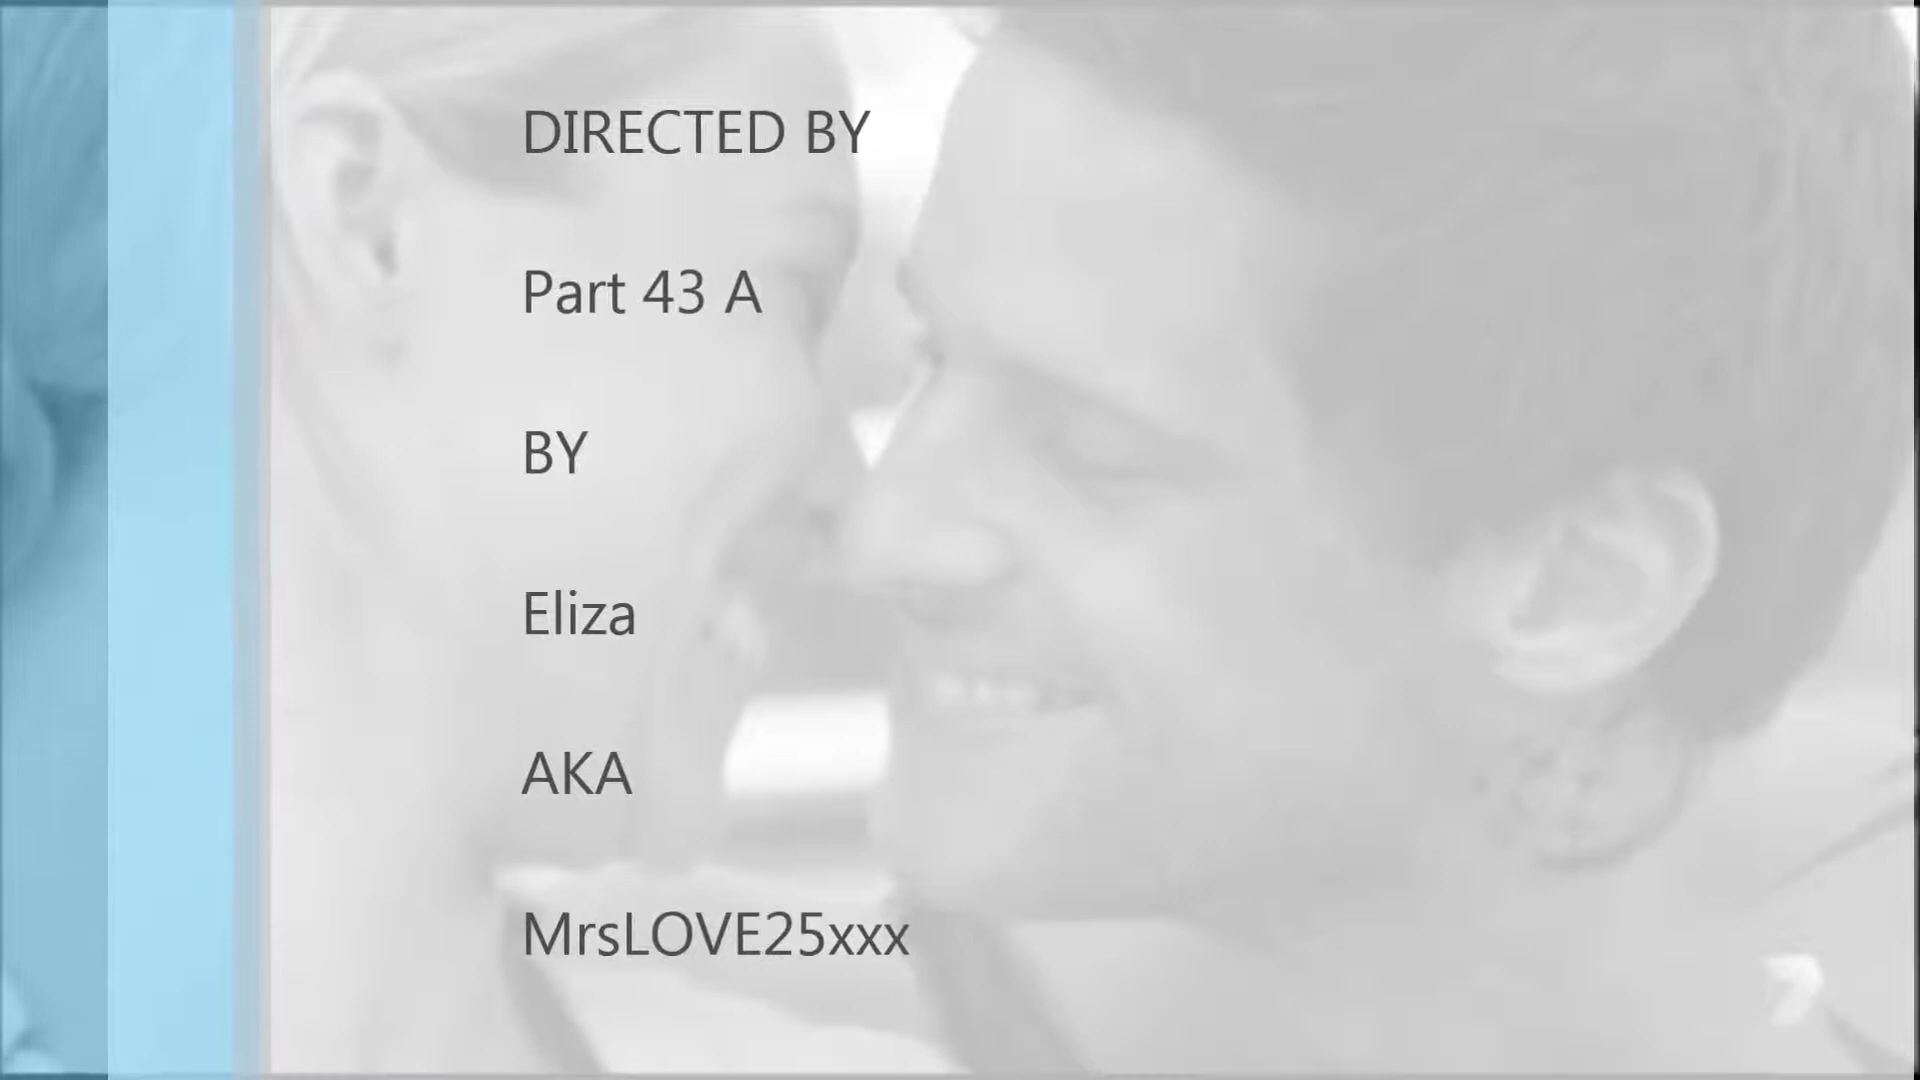 DIRECTED BY
Part 43 A
BY
Eliza
AKA
MrsLOVE25xxx